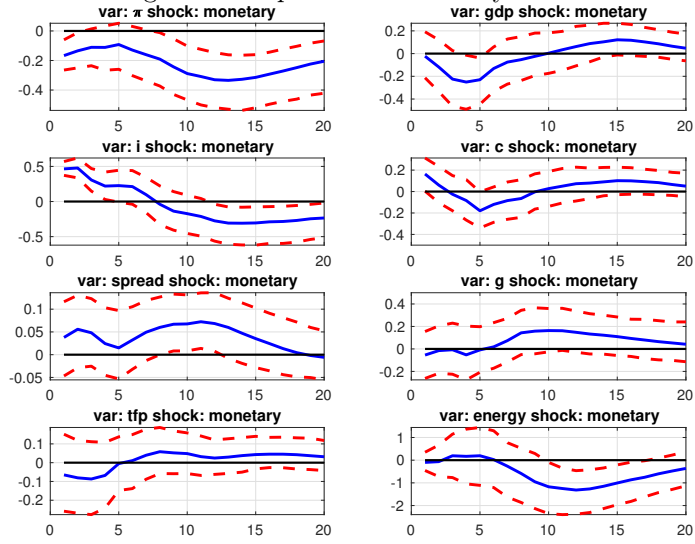 var: π shock: monetary
0
-0.2
-0.4
0 5 10 15 20
var: gdp shock: monetary
0.2
0
-0.2
-0.4
0 5 10 15 20
var: i shock: monetary
0.5
0
-0.5
0 5 10 15 20
var: c shock: monetary
0.2
0
-0.2
-0.4
0 5 10 15 20
var: spread shock: monetary
0.1
0.05
0
-0.05
0 5 10 15 20
var: g shock: monetary
0.4
0.2
0
-0.2
0 5 10 15 20
var: tfp shock: monetary
0.1
0
-0.1
-0.2
0 5 10 15 20
var: energy shock: monetary
1
0
-1
-2
0 5 10 15 20